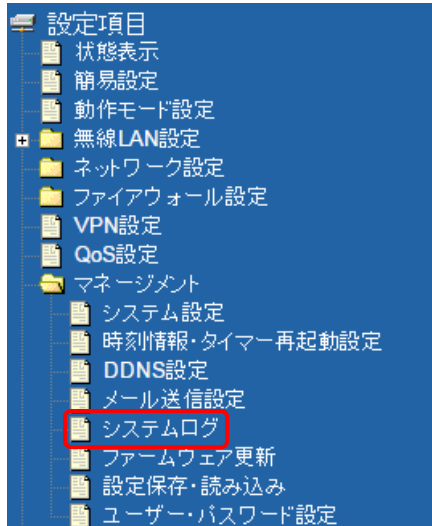 設定項目
状態表示
簡易設定
動作モード設定
無線LAN設定
ネットワーク設定
ファイアウォール設定
VPN設定
QoS設定
マネージメント
システム設定
時刻情報・タイマー再起動設定
DDNS設定
メール送信設定
システムログ
ファームウェア更新
設定保存・読み込み
ユーザー・パスワード設定